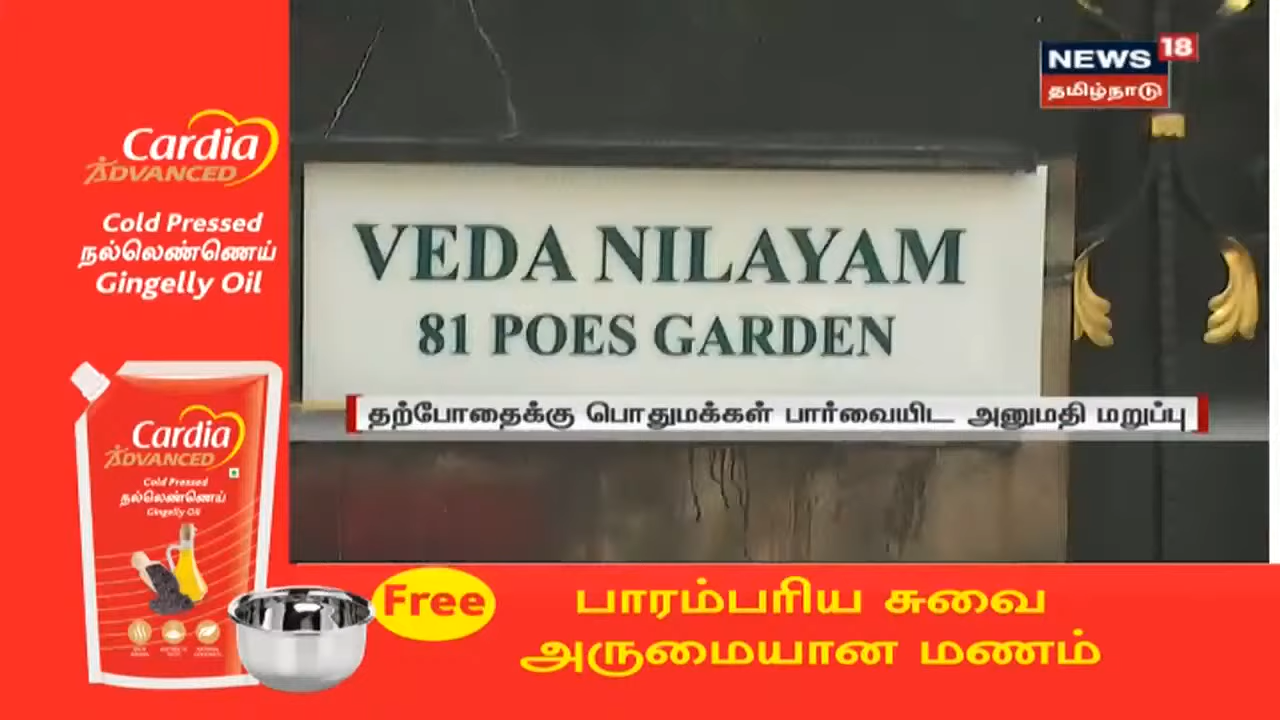 Cardia
ADVANCED
Cold Pressed
நல்லெண்ணெய்
Gingelly Oil
NEWS 18
தமிழ்நாடு
VEDA NILAYAM
81 POES GARDEN
தற்போதைக்கு பொதுமக்கள் பார்வையிட அனுமதி மறுப்பு
Cardia
ADVANCED
Cold Pressed
நல்லெண்ணெய்
Gingelly Oil
Free
பாரம்பரிய சுவை
அருமையான மணம்